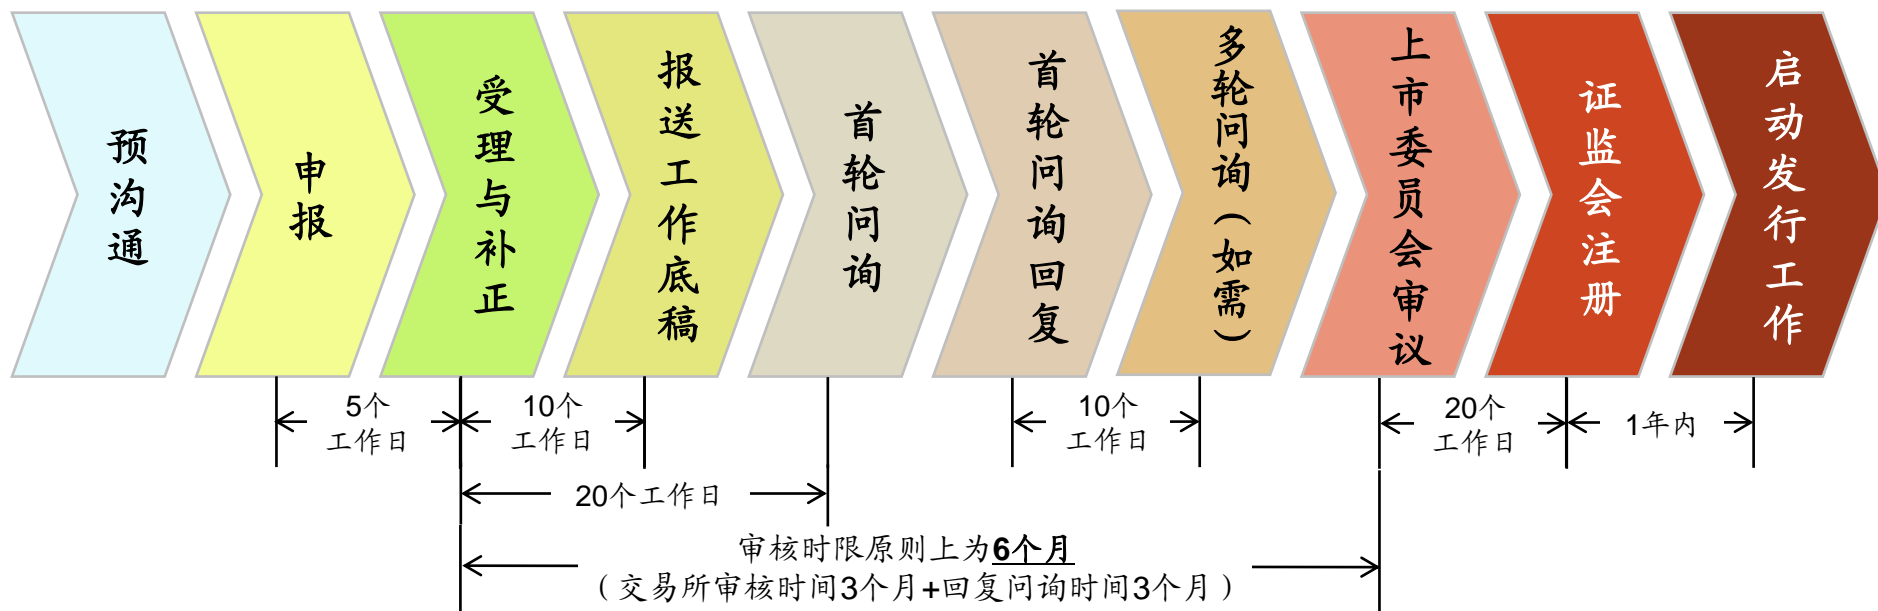 预沟通
申报
受理与补正
报送工作底稿
首轮问询
首轮问询回复
多轮问询（如需）
上市委员会审议
证监会注册
启动发行工作
5个
工作日
10个
工作日
10个
工作日
20个
工作日
1年内
20个工作日
审核时限原则上为6个月
（交易所审核时间3个月+回复问询时间3个月）